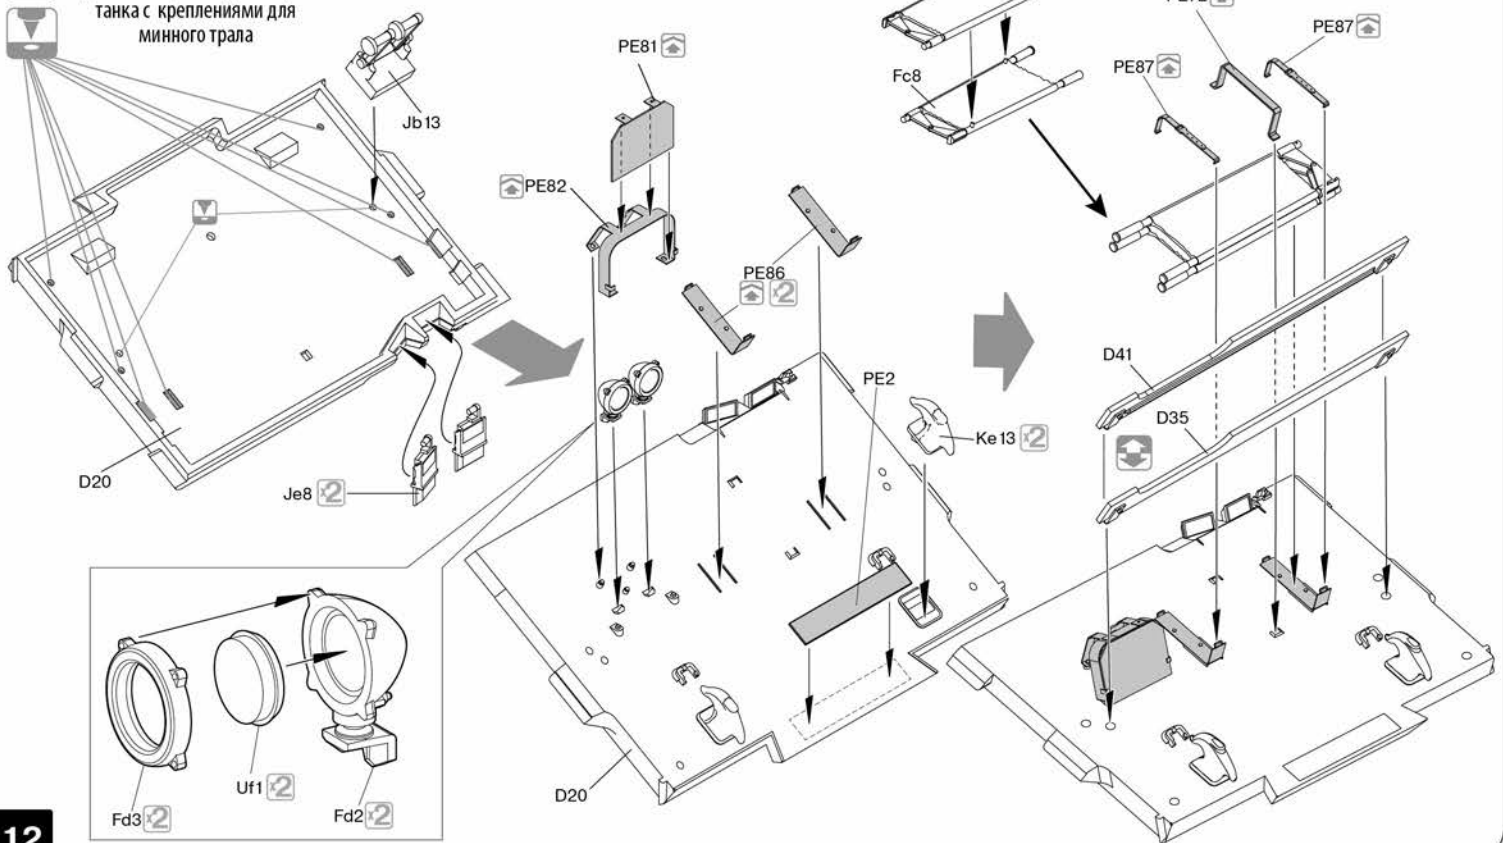 танка с креплениями для
минного трала
Jb13
PE81
PE82
PE86
x2
D20
Je8 x2
Fc8
PE87
PE87
PE2
Ke13 x2
D41
D35
Fd3 x2
Uf1 x2
Fd2 x2
D20
12